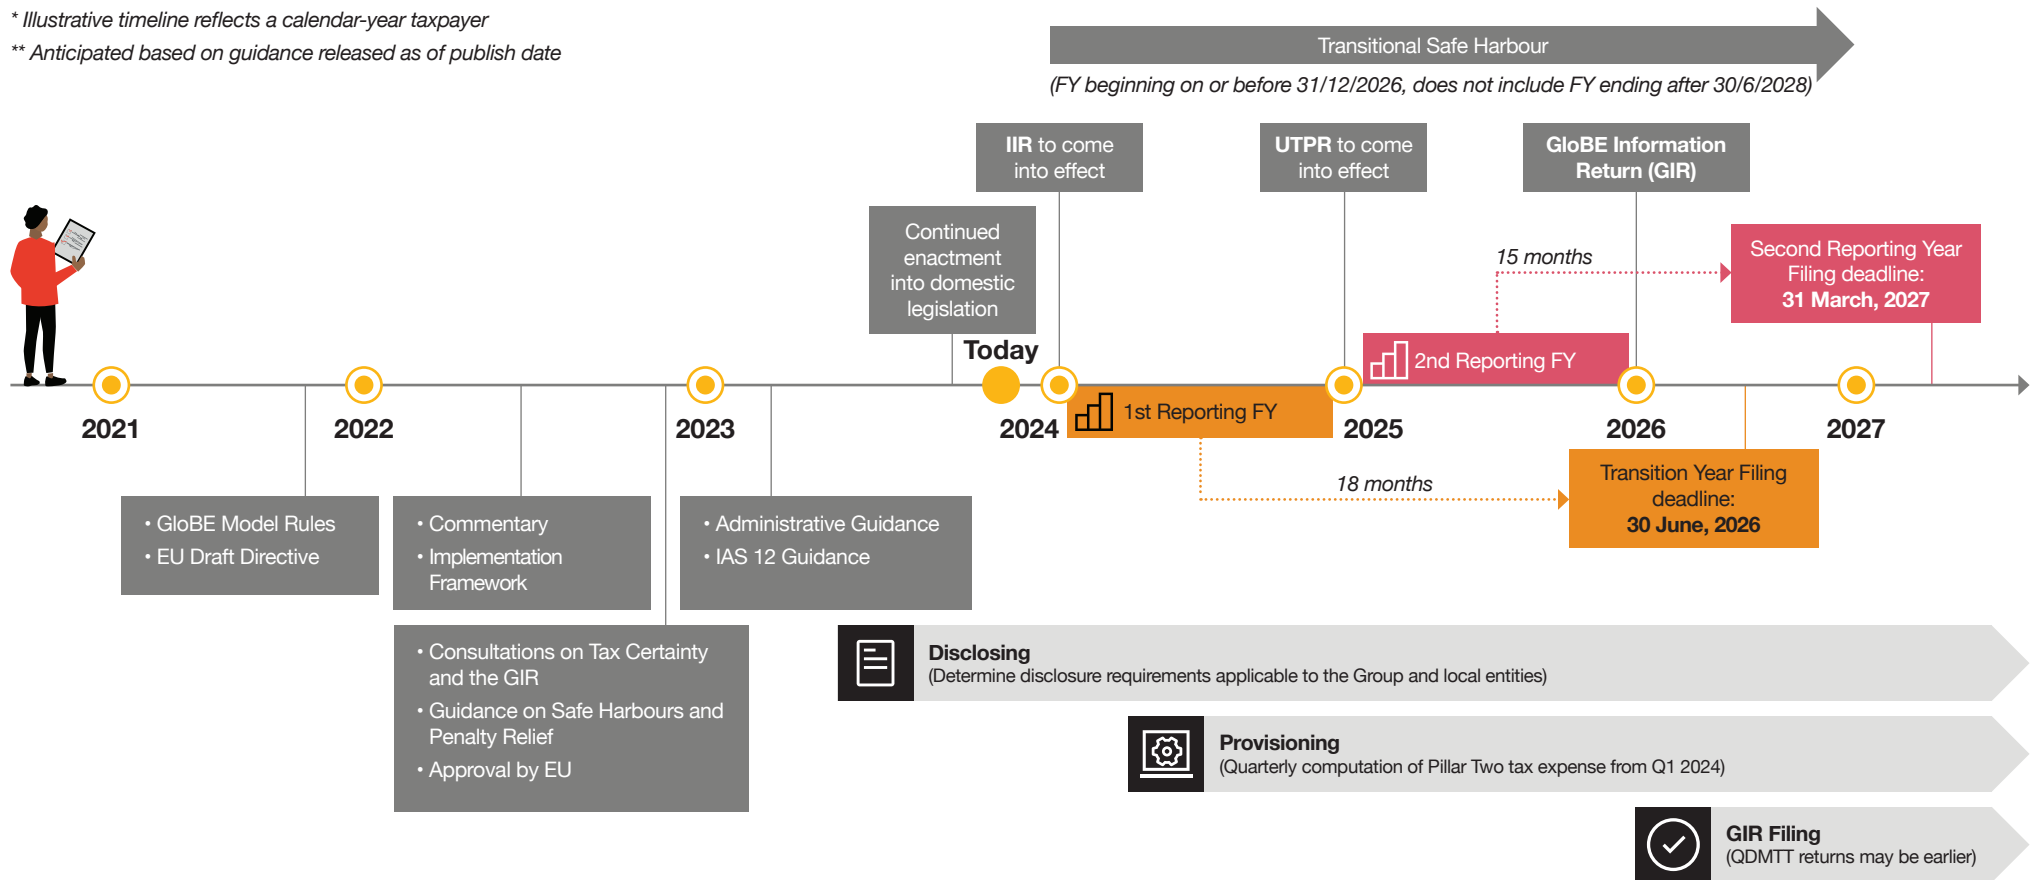 * Illustrative timeline reflects a calendar-year taxpayer
** Anticipated based on guidance released as of publish date
Transitional Safe Harbour
(FY beginning on or before 31/12/2026, does not include FY ending after 30/6/2028)
IIR to come
into effect
UTPR to come
into effect
GloBE Information
Return (GIR)
Continued
enactment
into domestic
legislation
15 months
Second Reporting Year
Filing deadline:
31 March, 2027
Today
2nd Reporting FY
1st Reporting FY
2021
2022
2023
2024
2025
2026
2027
18 months
Transition Year Filing
deadline:
30 June, 2026
• GloBE Model Rules
• EU Draft Directive
• Commentary
• Implementation
Framework
• Administrative Guidance
• IAS 12 Guidance
• Consultations on Tax Certainty
and the GIR
• Guidance on Safe Harbours and
Penalty Relief
• Approval by EU
Disclosing
(Determine disclosure requirements applicable to the Group and local entities)
Provisioning
(Quarterly computation of Pillar Two tax expense from Q1 2024)
GIR Filing
(QDMTT returns may be earlier)